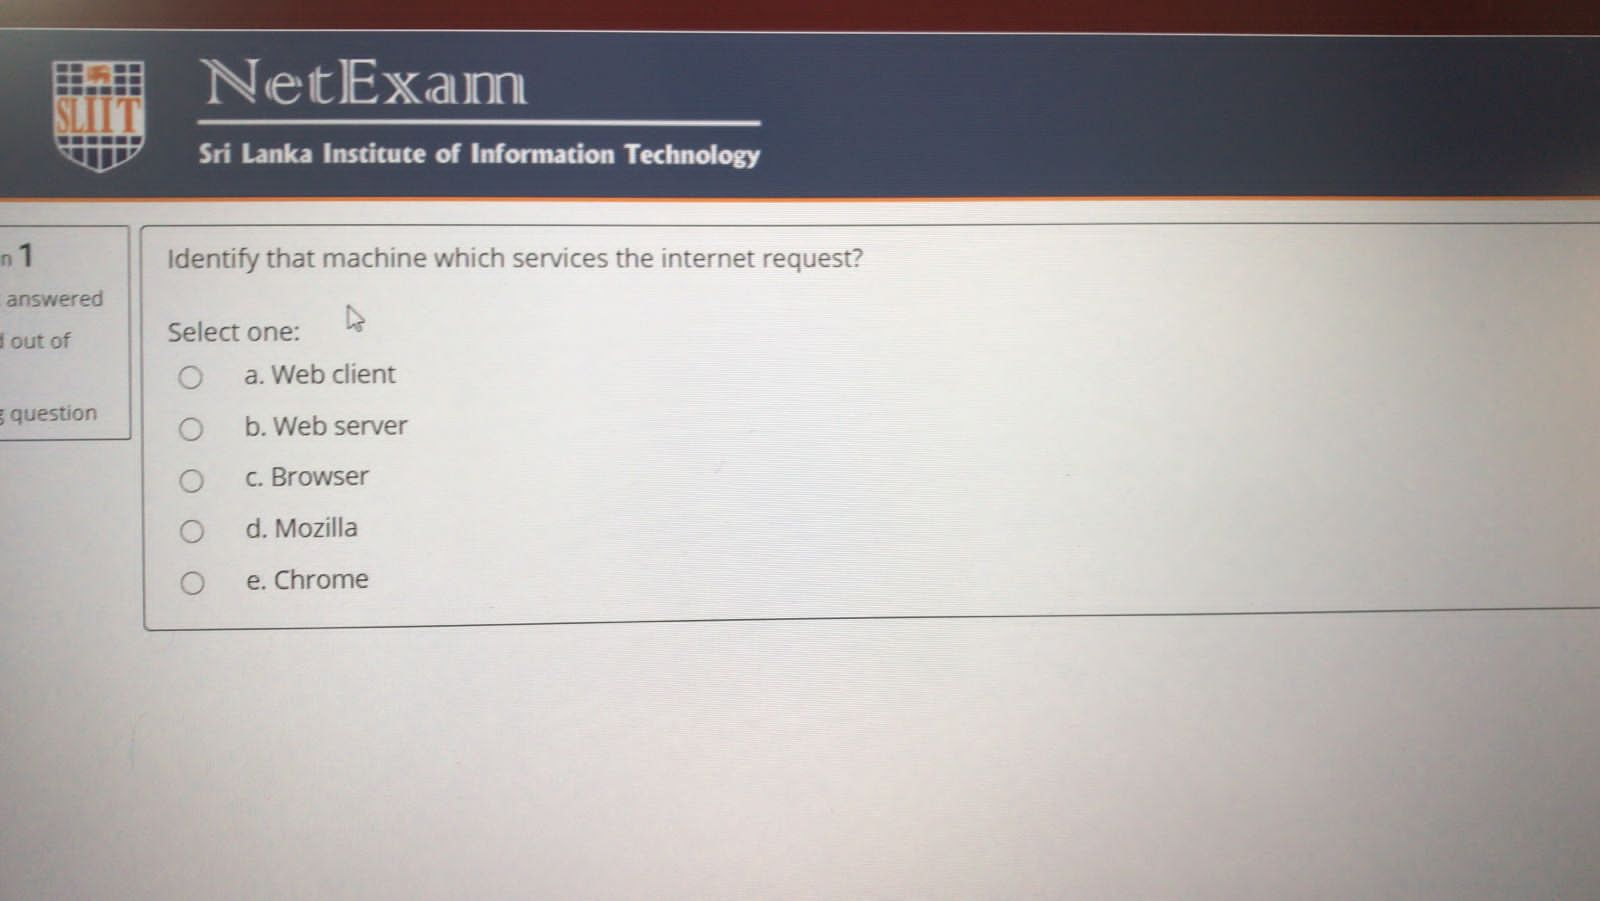 SLIIT
NetExam
Sri Lanka Institute of Information Technology
1
answered
out of
question
Identify that machine which services the internet request?
Select one:
a. Web client
b. Web server
c. Browser
d. Mozilla
e. Chrome